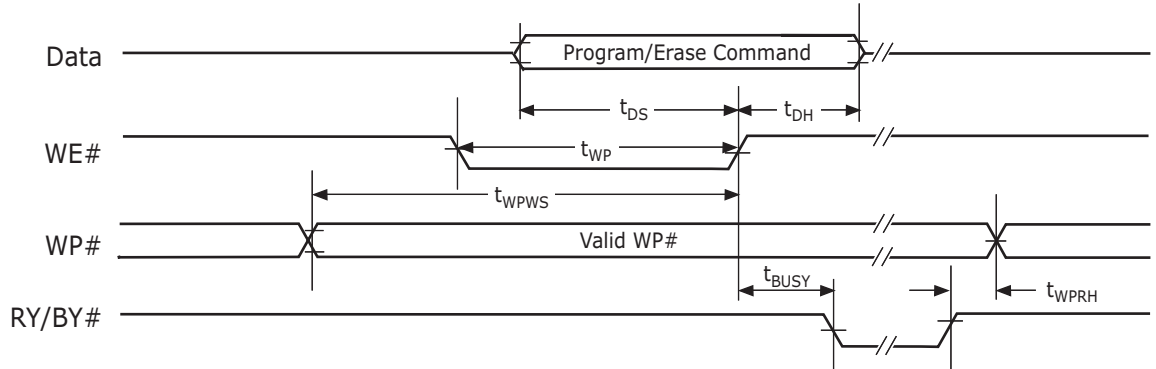 Data
Program/Erase Command
tDS
tDH
WE#
tWP
tWPWS
WP#
Valid WP#
tBUSY
tWPRH
RY/BY#